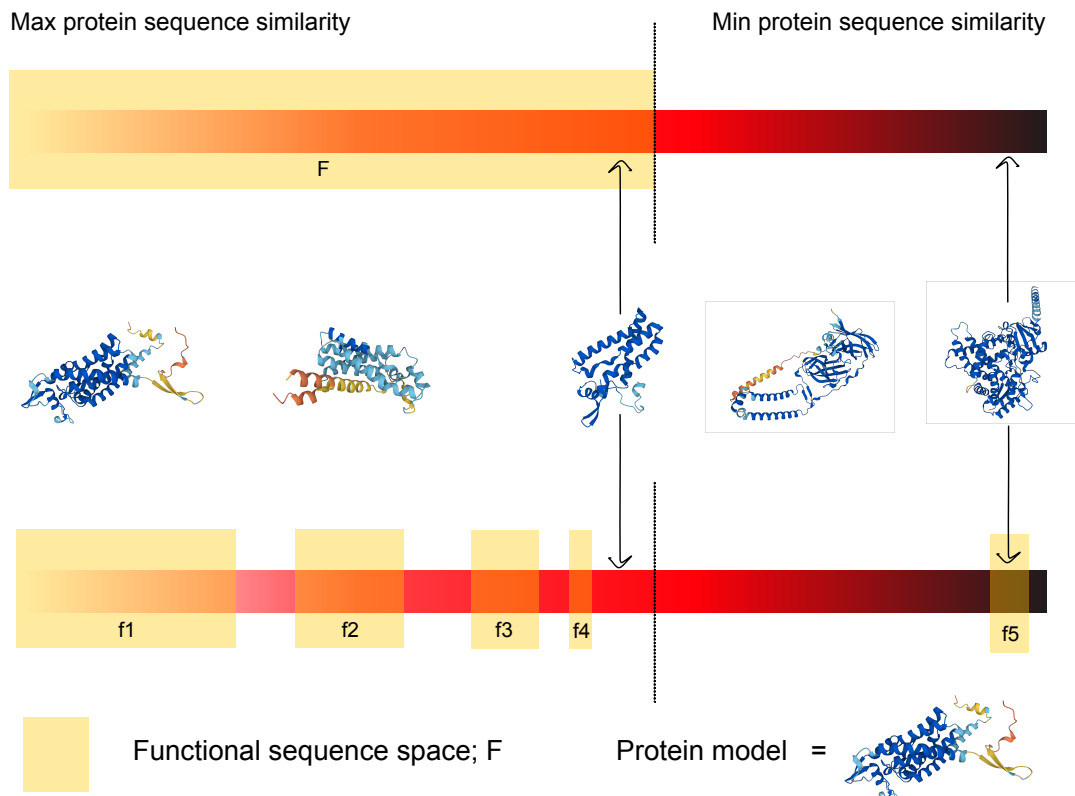 Max protein sequence similarity
Min protein sequence similarity
F
f1
f2
f3
f4
f5
Functional sequence space; F
Protein model =